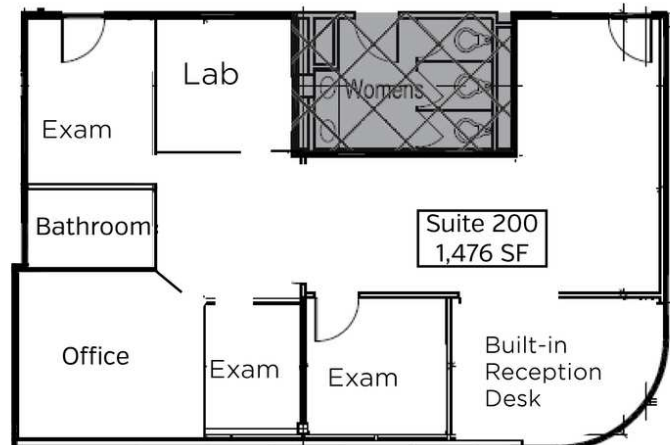 Lab
Womens
Exam
Bathroom
Suite 200
1,476 SF
Office
Exam
Exam
Built-in
Reception
Desk